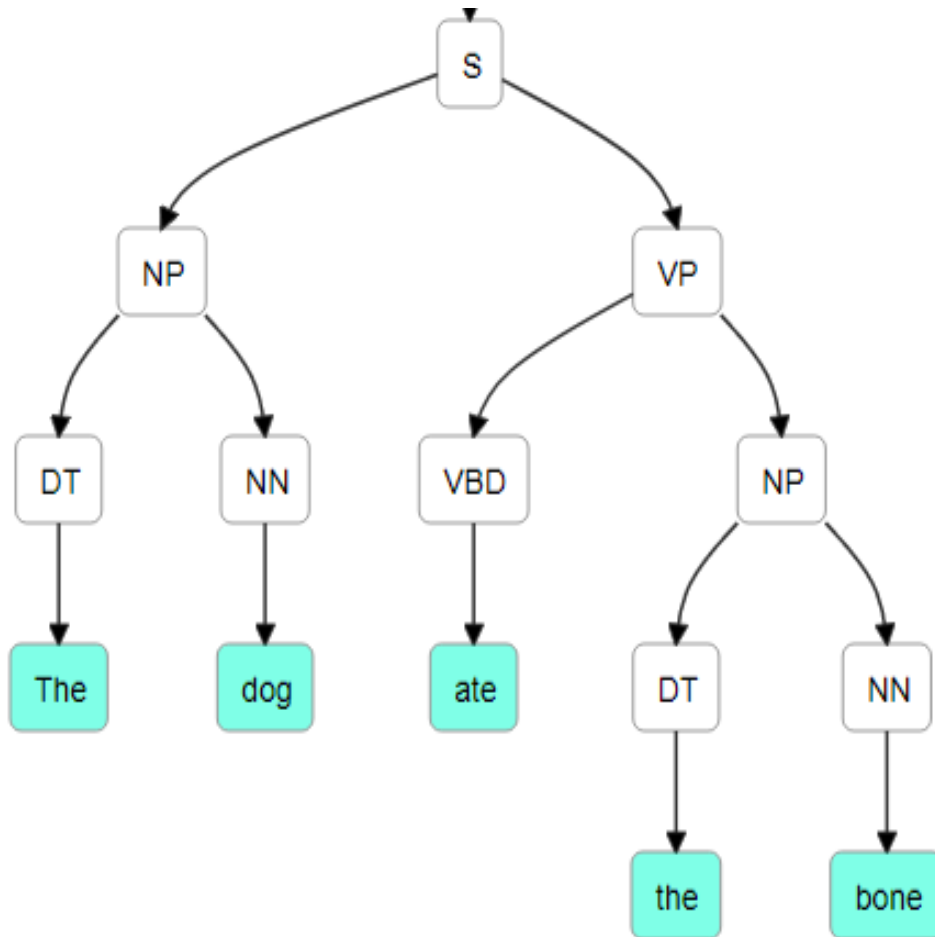 S
NP VP
DT NN VBD NP
The dog ate DT NN
the bone